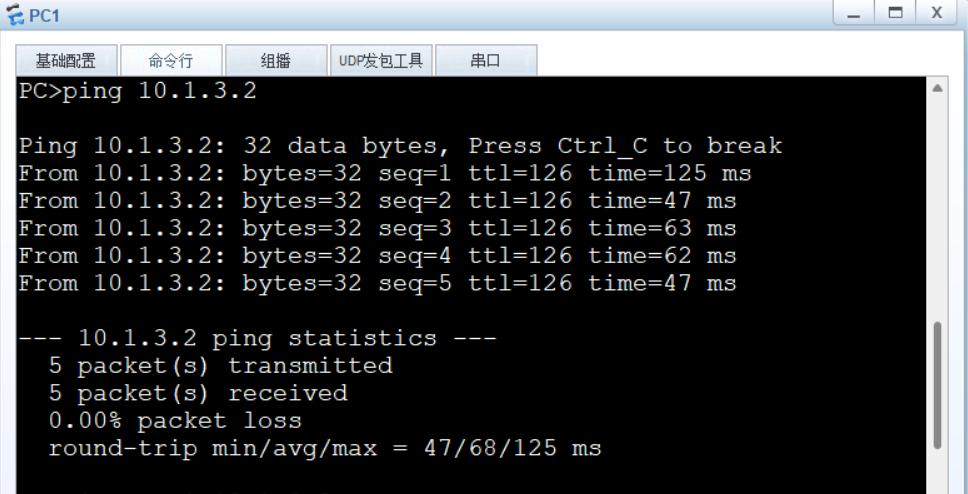 PC1
基础配置 命令行 组播 UDP发包工具 串口
PC>ping 10.1.3.2
Ping 10.1.3.2: 32 data bytes, Press Ctrl_C to break
From 10.1.3.2: bytes=32 seq=1 ttl=126 time=125 ms
From 10.1.3.2: bytes=32 seq=2 ttl=126 time=47 ms
From 10.1.3.2: bytes=32 seq=3 ttl=126 time=63 ms
From 10.1.3.2: bytes=32 seq=4 ttl=126 time=62 ms
From 10.1.3.2: bytes=32 seq=5 ttl=126 time=47 ms
--- 10.1.3.2 ping statistics ---
5 packet(s) transmitted
5 packet(s) received
0.00% packet loss
round-trip min/avg/max = 47/68/125 ms